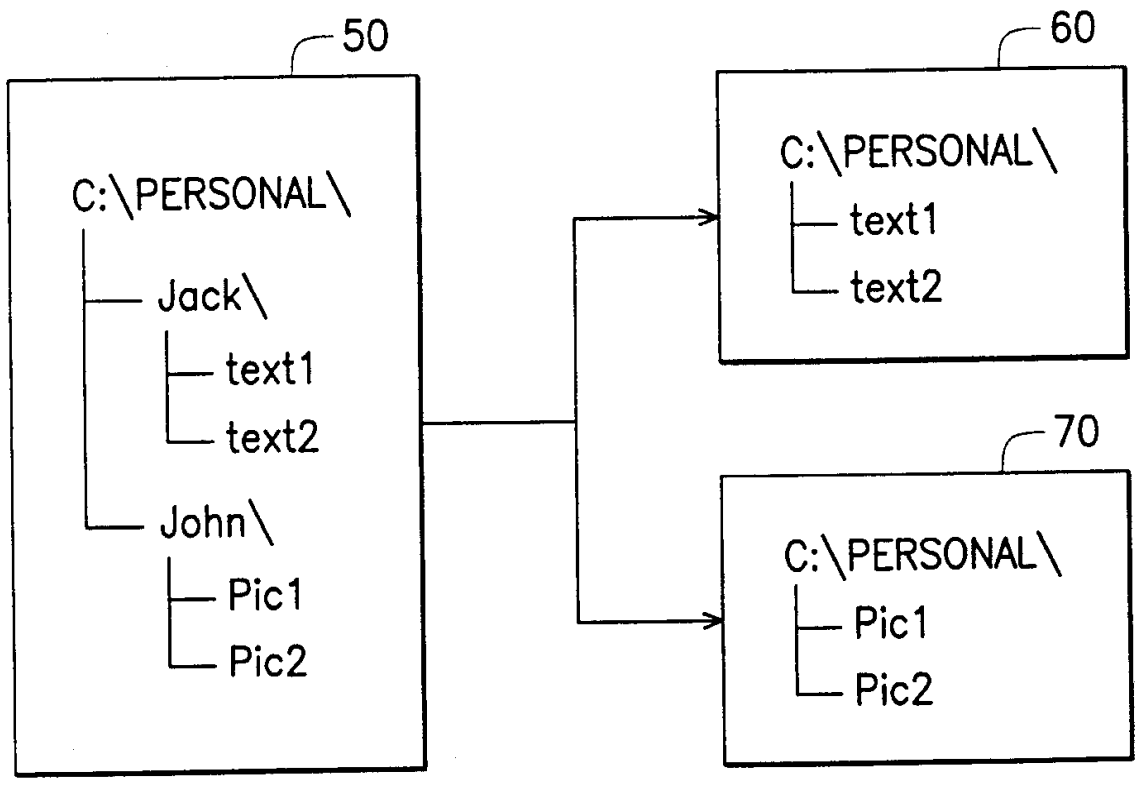 50
C:\PERSONAL\
Jack\
text1
text2
John\
Pic1
Pic2
60
C:\PERSONAL\
text1
text2
70
C:\PERSONAL\
Pic1
Pic2